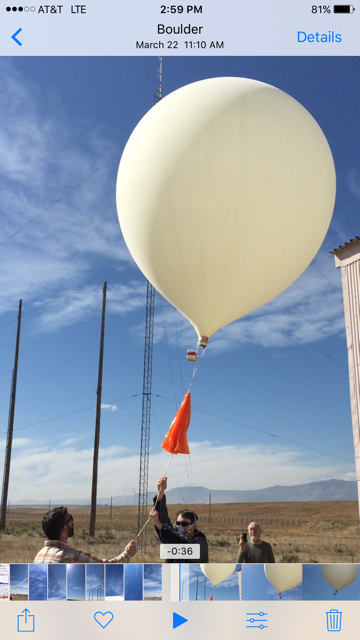 AT&T LTE 2:59 PM 81%
Boulder
March 22 11:10 AM
Details
-0:36